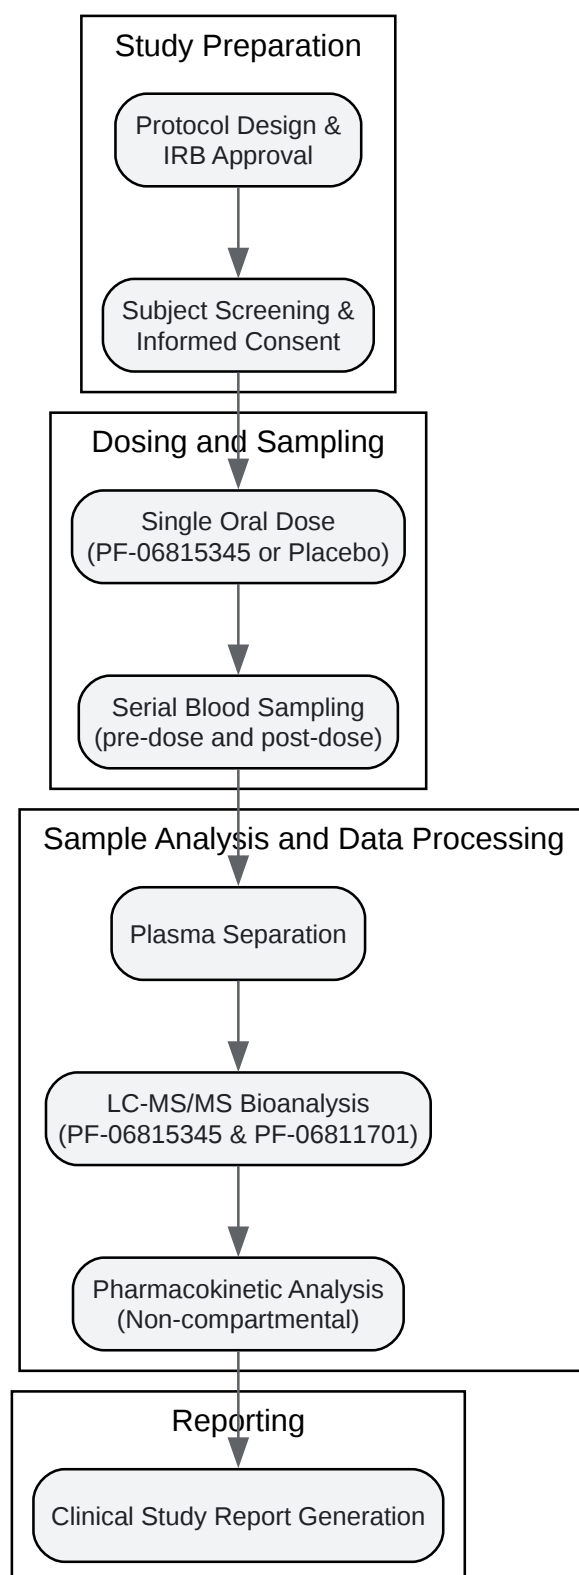 Study Preparation
Protocol Design &
IRB Approval
Subject Screening &
Informed Consent
Dosing and Sampling
Single Oral Dose
(PF-06815345 or Placebo)
Serial Blood Sampling
(pre-dose and post-dose)
Sample Analysis and Data Processing
Plasma Separation
LC-MS/MS Bioanalysis
(PF-06815345 & PF-06811701)
Pharmacokinetic Analysis
(Non-compartmental)
Reporting
Clinical Study Report Generation